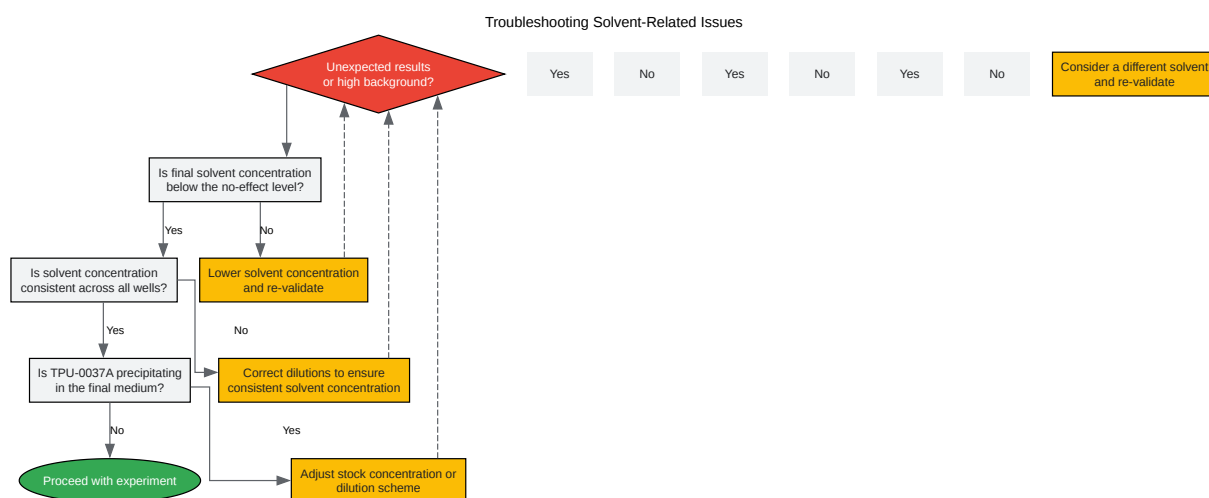 Troubleshooting Solvent-Related Issues
Unexpected results
or high background?
Yes
No
Yes
No
Yes
No
Consider a different solvent
and re-validate
Is final solvent concentration
below the no-effect level?
Yes
No
Is solvent concentration
consistent across all wells?
Lower solvent concentration
and re-validate
Yes
No
Is TPU-0037A precipitating
in the final medium?
Correct dilutions to ensure
consistent solvent concentration
No
Yes
Proceed with experiment
Adjust stock concentration or
dilution scheme